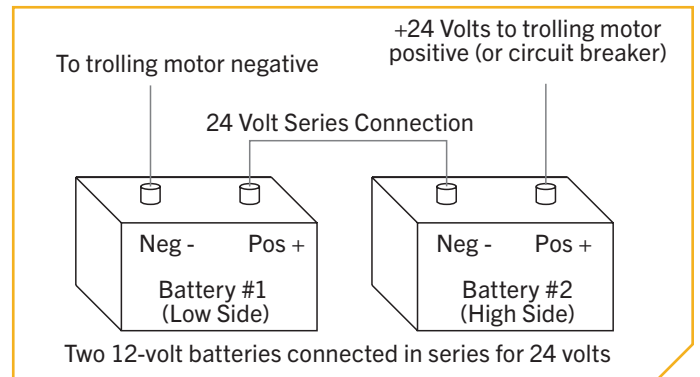 +24 Volts to trolling motor
positive (or circuit breaker)
To trolling motor negative
24 Volt Series Connection
Neg - Pos +
Battery #1
(Low Side)
Neg - Pos +
Battery #2
(High Side)
Two 12-volt batteries connected in series for 24 volts